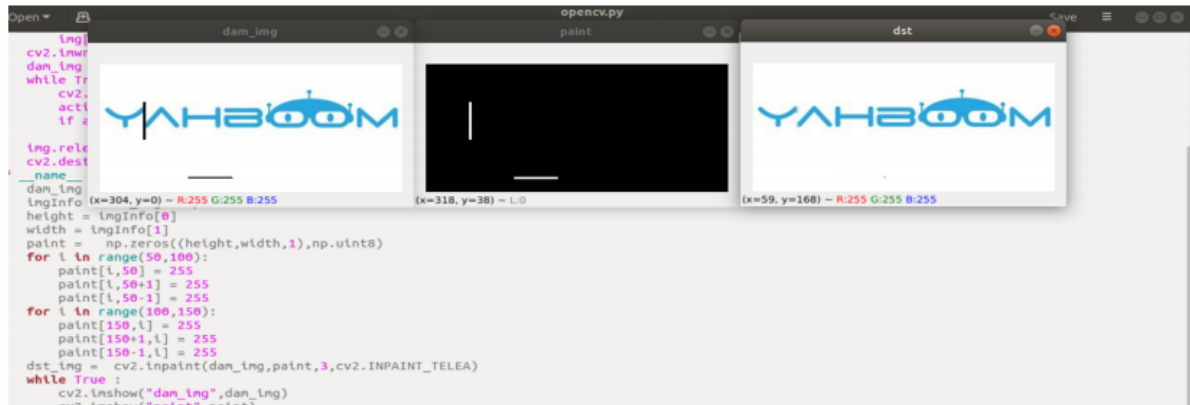 Open
opencv.py
Save
dam_img
paint
dst
img[
cv2.imwr
dam_img
while Tr
cv2.
acti
if a
YAHBOOM
YAHBOOM
img.rele
cv2.dest
__name__
dam_img
(x=304, y=0) ~ R:255 G:255 B:255
(x=318, y=38) ~ L:0
(x=59, y=168) ~ R:255 G:255 B:255
imgInfo
height = imgInfo[0]
width = imgInfo[1]
paint =   np.zeros((height,width,1),np.uint8)
for i in range(50,100):
    paint[i,50] = 255
    paint[i,50+1] = 255
    paint[i,50-1] = 255
for i in range(100,150):
    paint[150,i] = 255
    paint[150+1,i] = 255
    paint[150-1,i] = 255
dst_img =  cv2.inpaint(dam_img,paint,3,cv2.INPAINT_TELEA)
while True :
    cv2.imshow("dam_img",dam_img)
    cv2.imshow("paint",paint)